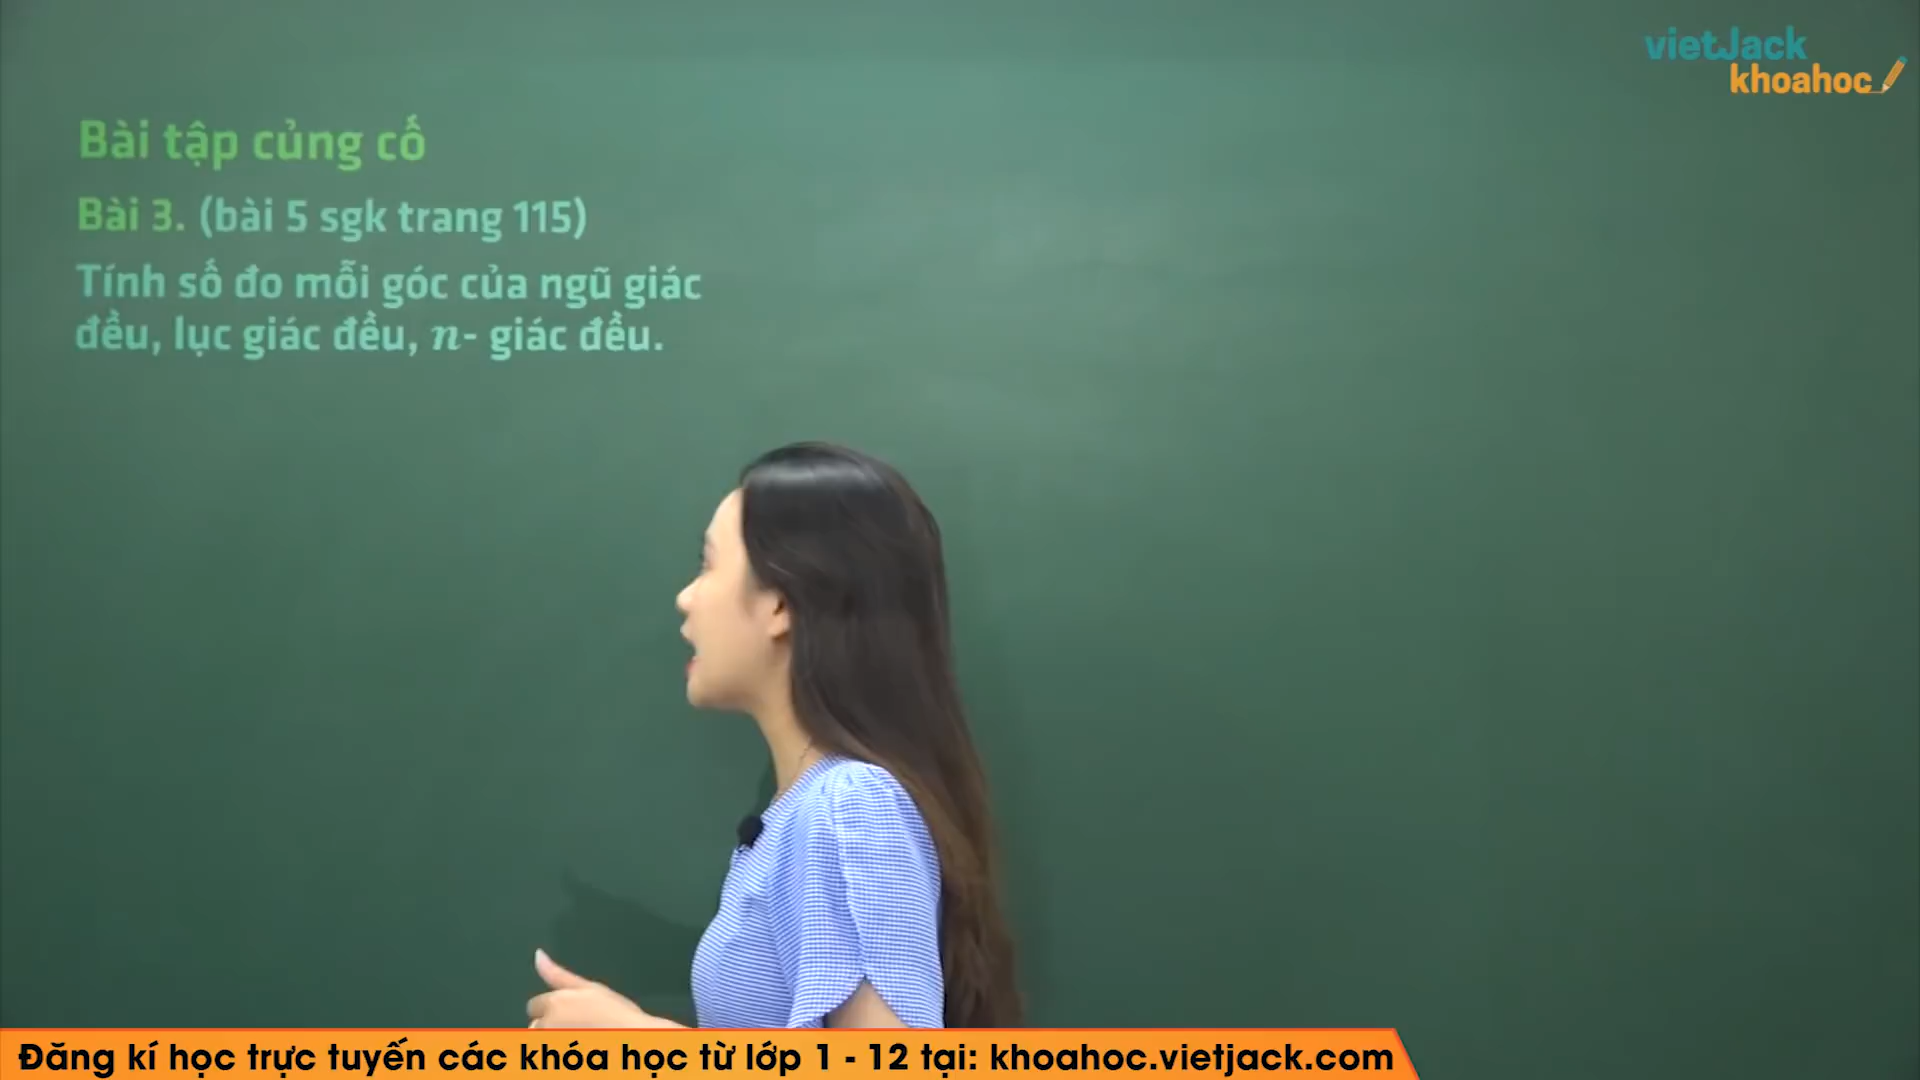 vietJack
khoahoc
Bài tập củng cố
Bài 3. (bài 5 sgk trang 115)
Tính số đo mỗi góc của ngũ giác
đều, lục giác đều, n- giác đều.
Đăng kí học trực tuyến các khóa học từ lớp 1 - 12 tại: khoahoc.vietjack.com